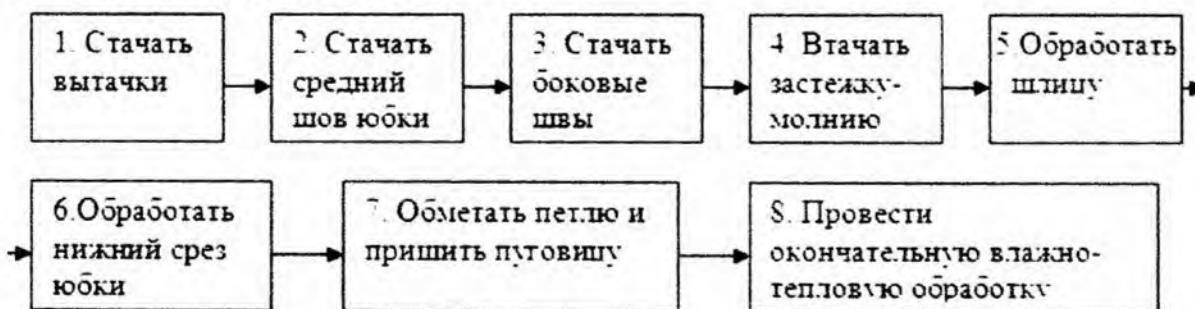 1. Стачать
вытачки
2. Стачать
средний
шов юбки
3. Стачать
боковые
швы
4. Втачать
застежку-
молнию
5.Обработать
шлицу
6.Обработать
нижний срез
юбки
7. Обметать петлю и
пришить пуговицу
8. Провести
окончательную влажно-
тепловую обработку